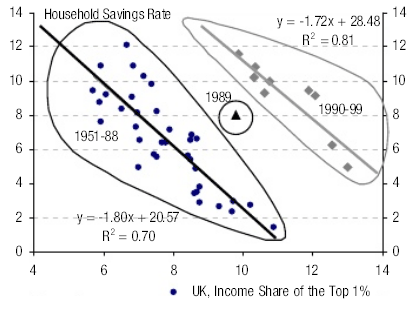 14 Household Savings Rate 14
y = -1.72x + 28.48
R² = 0.81
12 12
10 10
1989
1990-99
8 8
1951-88
6 6
4 4
y = -1.80x + 20.57
2 2
R² = 0.70
0 0
4 6 8 10 12 14
UK, Income Share of the Top 1%